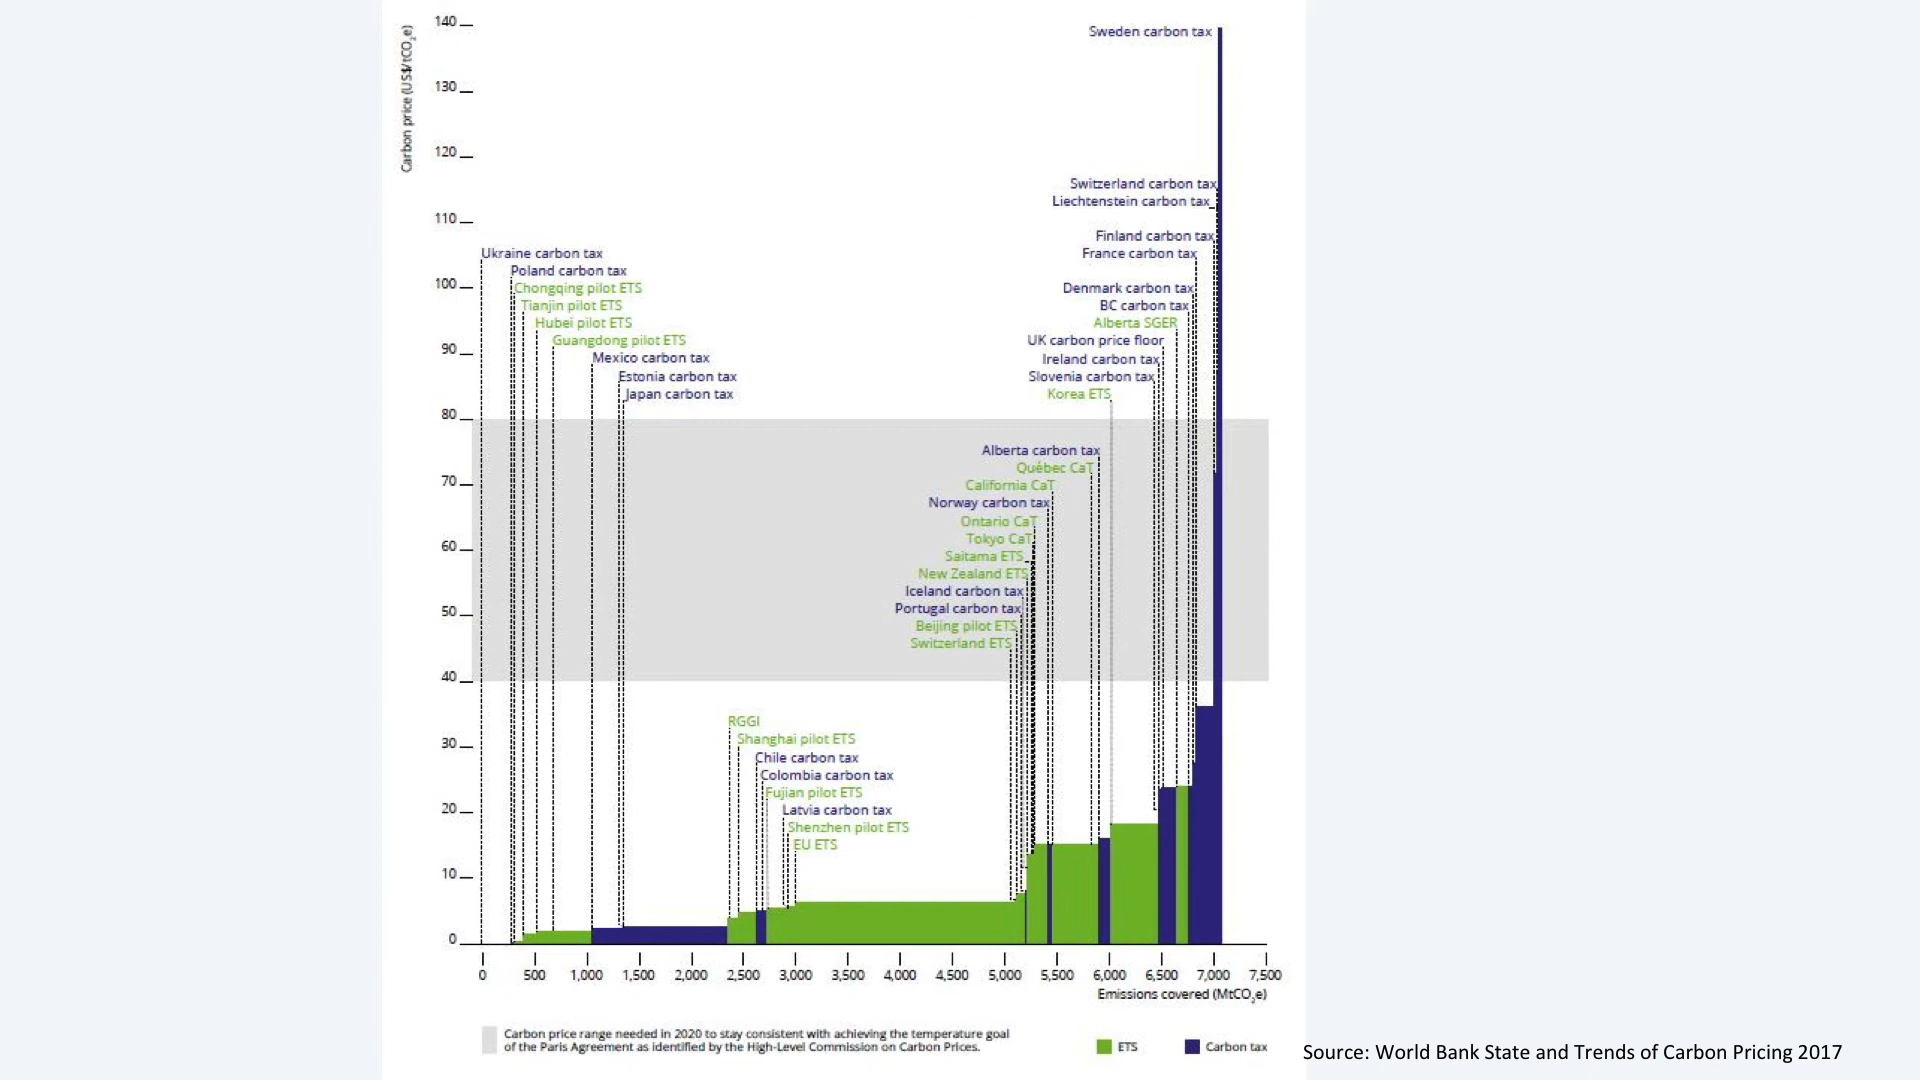 Carbon price (US$/tCO2e)
140
130
120
110
100
90
80
70
60
50
40
30
20
10
0
Sweden carbon tax
Switzerland carbon tax
Liechtenstein carbon tax
Finland carbon tax
France carbon tax
Denmark carbon tax
BC carbon tax
Alberta SGER
UK carbon price floor
Ireland carbon tax
Slovenia carbon tax
Korea ETS
Ukraine carbon tax
Poland carbon tax
Chongqing pilot ETS
Tianjin pilot ETS
Hubei pilot ETS
Guangdong pilot ETS
Mexico carbon tax
Estonia carbon tax
Japan carbon tax
Alberta carbon tax
Québec CaT
California CaT
Norway carbon tax
Ontario CaT
Tokyo CaT
Saitama ETS
New Zealand ETS
Iceland carbon tax
Portugal carbon tax
Beijing pilot ETS
Switzerland ETS
RGGI
Shanghai pilot ETS
Chile carbon tax
Colombia carbon tax
Fujian pilot ETS
Latvia carbon tax
Shenzhen pilot ETS
EU ETS
0 500 1,000 1,500 2,000 2,500 3,000 3,500 4,000 4,500 5,000 5,500 6,000 6,500 7,000 7,500
Emissions covered (MtCO2e)
Carbon price range needed in 2020 to stay consistent with achieving the temperature goal
of the Paris Agreement as identified by the High-Level Commission on Carbon Prices.
ETS
Carbon tax
Source: World Bank State and Trends of Carbon Pricing 2017